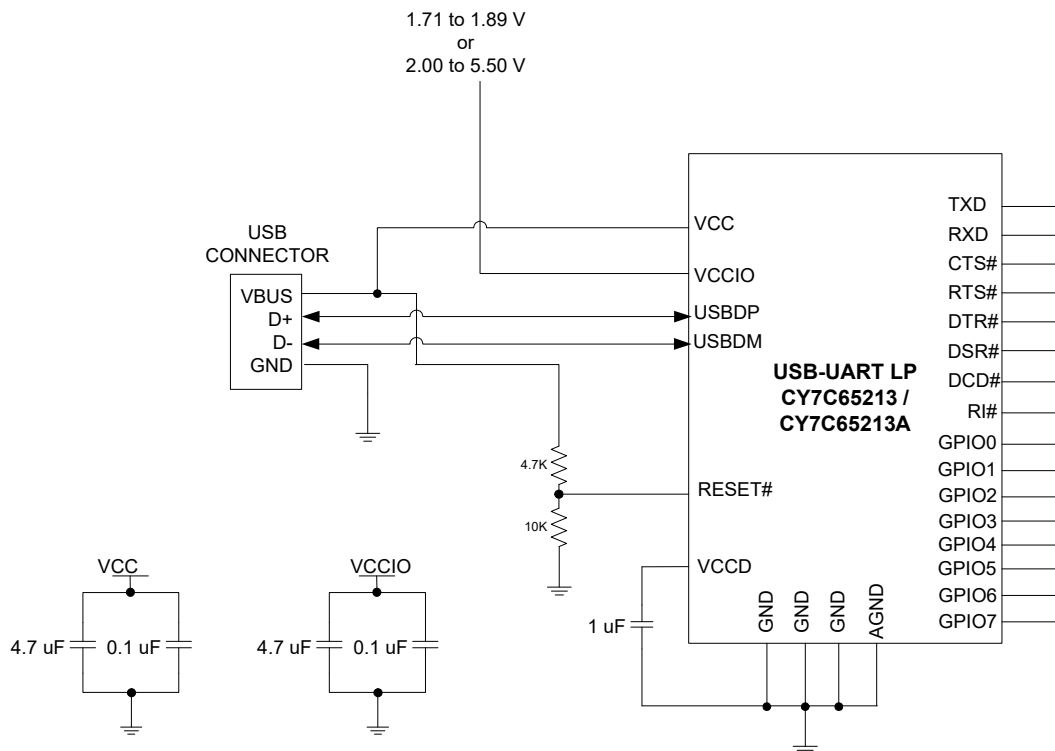 1.71 to 1.89 V
or
2.00 to 5.50 V
USB
CONNECTOR
VBUS
D+
D-
GND
VCC
VCCIO
USBDP
USBDM
RESET#
VCCD
USB-UART LP
CY7C65213 /
CY7C65213A
TXD
RXD
CTS#
RTS#
DTR#
DSR#
DCD#
RI#
GPIO0
GPIO1
GPIO2
GPIO3
GPIO4
GPIO5
GPIO6
GPIO7
GND
GND
GND
AGND
4.7K
10K
1 uF
VCC
4.7 uF
0.1 uF
VCCIO
4.7 uF
0.1 uF